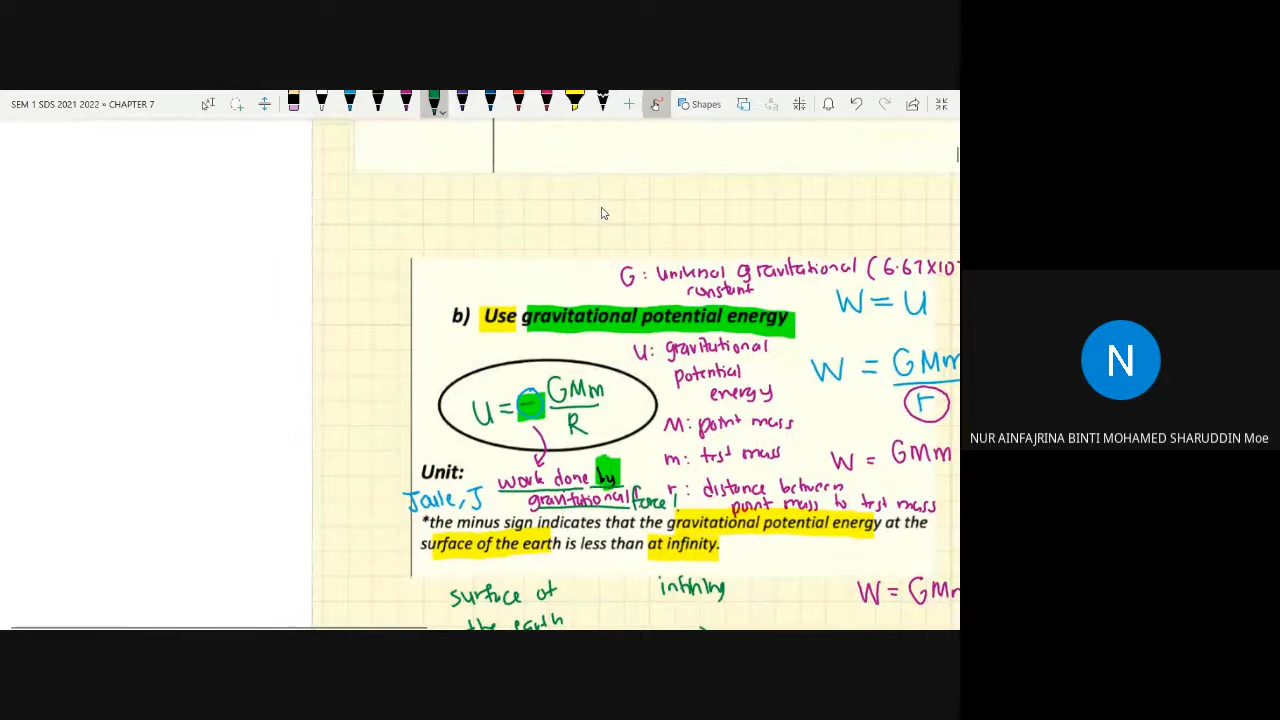 SEM 1 SDS 2021 2022 » CHAPTER 7
Shapes
G : universal gravitational (6.67X10
constant
W = U
b) Use gravitational potential energy
U: gravitational
potential
energy
W = GMm
r
U = - GMm
R
M: point mass
m: test mass
W = GMm
Unit:
work done by
gravitational force!
Joule, J
r : distance between
point mass to test mass
*the minus sign indicates that the gravitational potential energy at the
surface of the earth is less than at infinity.
surface of
the earth
infinity
W = GMm
N
NUR AINFAJRINA BINTI MOHAMED SHARUDDIN Moe